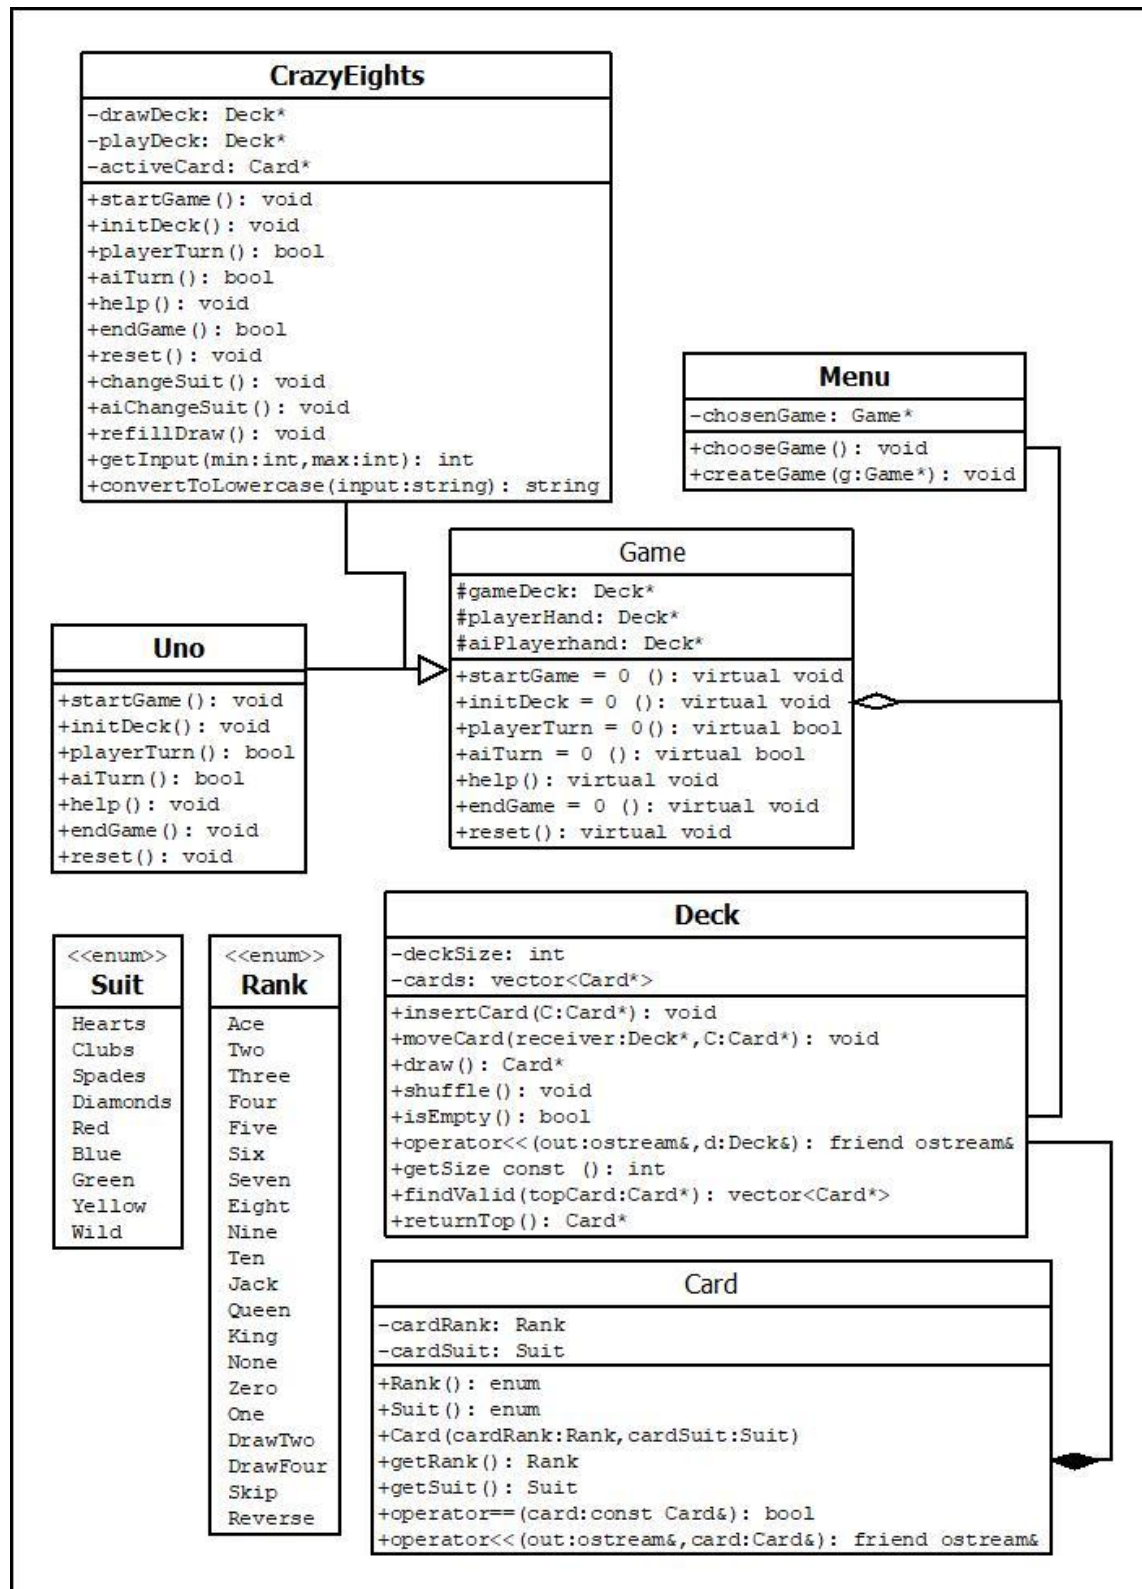 CrazyEights
-drawDeck: Deck*
-playDeck: Deck*
-activeCard: Card*
+startGame(): void
+initDeck(): void
+playerTurn(): bool
+aiTurn(): bool
+help(): void
+endGame(): bool
+reset(): void
+changeSuit(): void
+aiChangeSuit(): void
+refillDraw(): void
+getInput(min:int,max:int): int
+convertToLowercase(input:string): string
Menu
-chosenGame: Game*
+chooseGame(): void
+createGame(g:Game*): void
Game
#gameDeck: Deck*
#playerHand: Deck*
#aiPlayerhand: Deck*
+startGame = 0 (): virtual void
+initDeck = 0 (): virtual void
+playerTurn = 0(): virtual bool
+aiTurn = 0 (): virtual bool
+help(): virtual void
+endGame = 0 (): virtual void
+reset(): virtual void
Uno
+startGame(): void
+initDeck(): void
+playerTurn(): bool
+aiTurn(): bool
+help(): void
+endGame(): void
+reset(): void
<<enum>>
Suit
Hearts
Clubs
Spades
Diamonds
Red
Blue
Green
Yellow
Wild
<<enum>>
Rank
Ace
Two
Three
Four
Five
Six
Seven
Eight
Nine
Ten
Jack
Queen
King
None
Zero
One
DrawTwo
DrawFour
Skip
Reverse
Deck
-deckSize: int
-cards: vector<Card*>
+insertCard(C:Card*): void
+moveCard(receiver:Deck*,C:Card*): void
+draw(): Card*
+shuffle(): void
+isEmpty(): bool
+operator<<(out:ostream&,d:Deck&): friend ostream&
+getSize const (): int
+findValid(topCard:Card*): vector<Card*>
+returnTop(): Card*
Card
-cardRank: Rank
-cardSuit: Suit
+Rank(): enum
+Suit(): enum
+Card(cardRank:Rank,cardSuit:Suit)
+getRank(): Rank
+getSuit(): Suit
+operator==(card:const Card&): bool
+operator<<(out:ostream&,card:Card&): friend ostream&